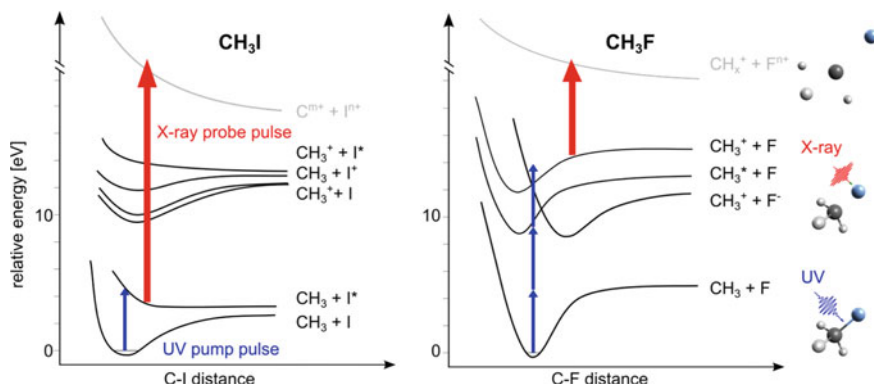 CH₃I
Cᵐ⁺ + Iⁿ⁺
X-ray probe pulse
CH₃⁺ + I*
CH₃ + I⁺
CH₃⁺ + I
CH₃ + I*
CH₃ + I
UV pump pulse
relative energy [eV]
10
0
C-I distance
CH₃F
CHₓ⁺ + Fⁿ⁺
CH₃⁺ + F
CH₃* + F
CH₃⁺ + F⁻
CH₃ + F
10
0
C-F distance
X-ray
UV